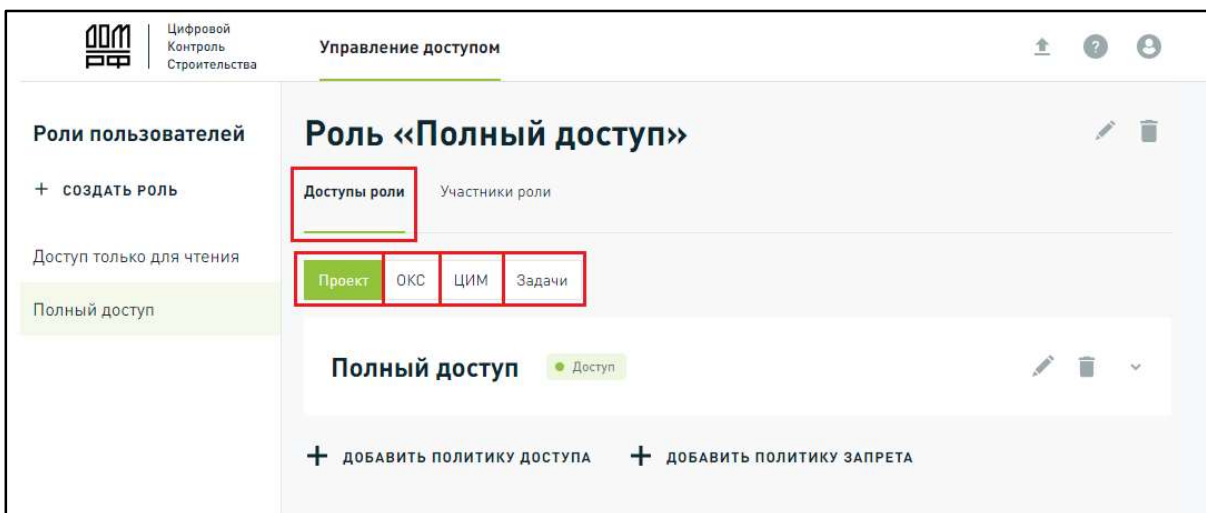 ДОМ
РФ
Цифровой
Контроль
Строительства
Управление доступом
?
Роли пользователей
+ СОЗДАТЬ РОЛЬ
Доступ только для чтения
Полный доступ
Роль «Полный доступ»
Доступы роли Участники роли
Проект ОКС ЦИМ Задачи
Полный доступ Доступ
+ ДОБАВИТЬ ПОЛИТИКУ ДОСТУПА + ДОБАВИТЬ ПОЛИТИКУ ЗАПРЕТА